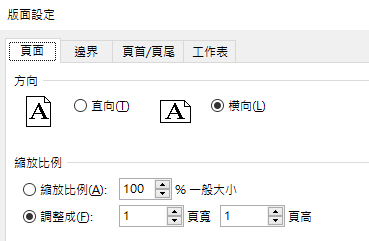 版面設定
頁面 邊界 頁首/頁尾 工作表
方向
A 直向(T) A 橫向(L)
縮放比例
縮放比例(A): 100 % 一般大小
調整成(F): 1 頁寬 1 頁高